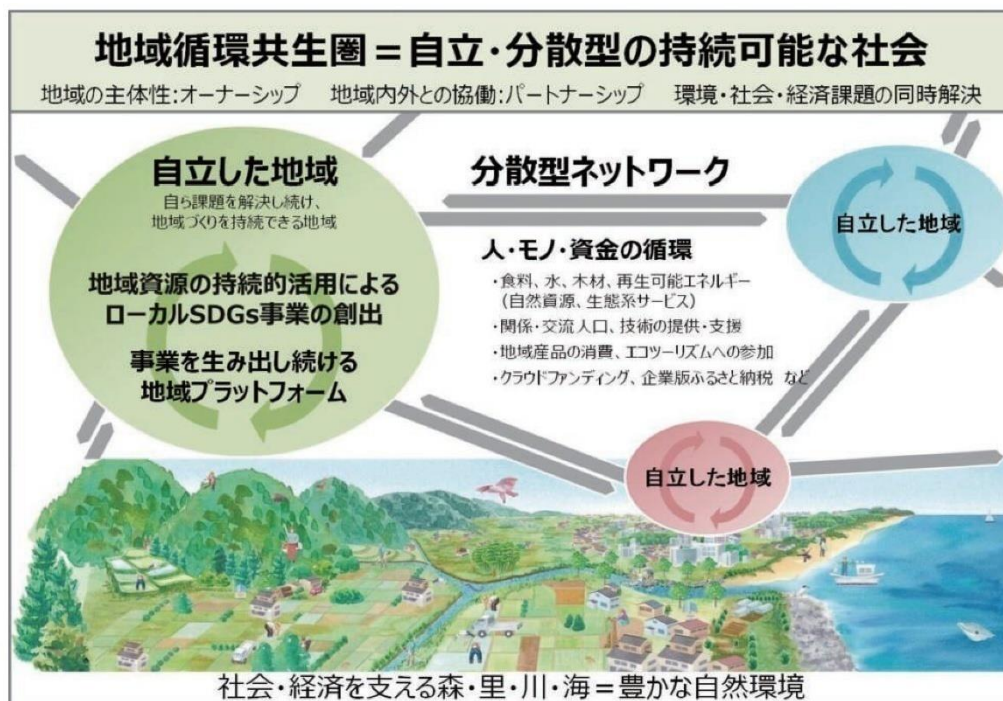 地域循環共生圏＝自立・分散型の持続可能な社会
地域の主体性:オーナーシップ　地域内外との協働:パートナーシップ　環境・社会・経済課題の同時解決
自立した地域
自ら課題を解決し続け、
地域づくりを持続できる地域
地域資源の持続的活用による
ローカルSDGs事業の創出
事業を生み出し続ける
地域プラットフォーム
分散型ネットワーク
人・モノ・資金の循環
・食料、水、木材、再生可能エネルギー
（自然資源、生態系サービス）
・関係・交流人口、技術の提供・支援
・地域産品の消費、エコツーリズムへの参加
・クラウドファンディング、企業版ふるさと納税　など
自立した地域
自立した地域
社会・経済を支える森・里・川・海＝豊かな自然環境